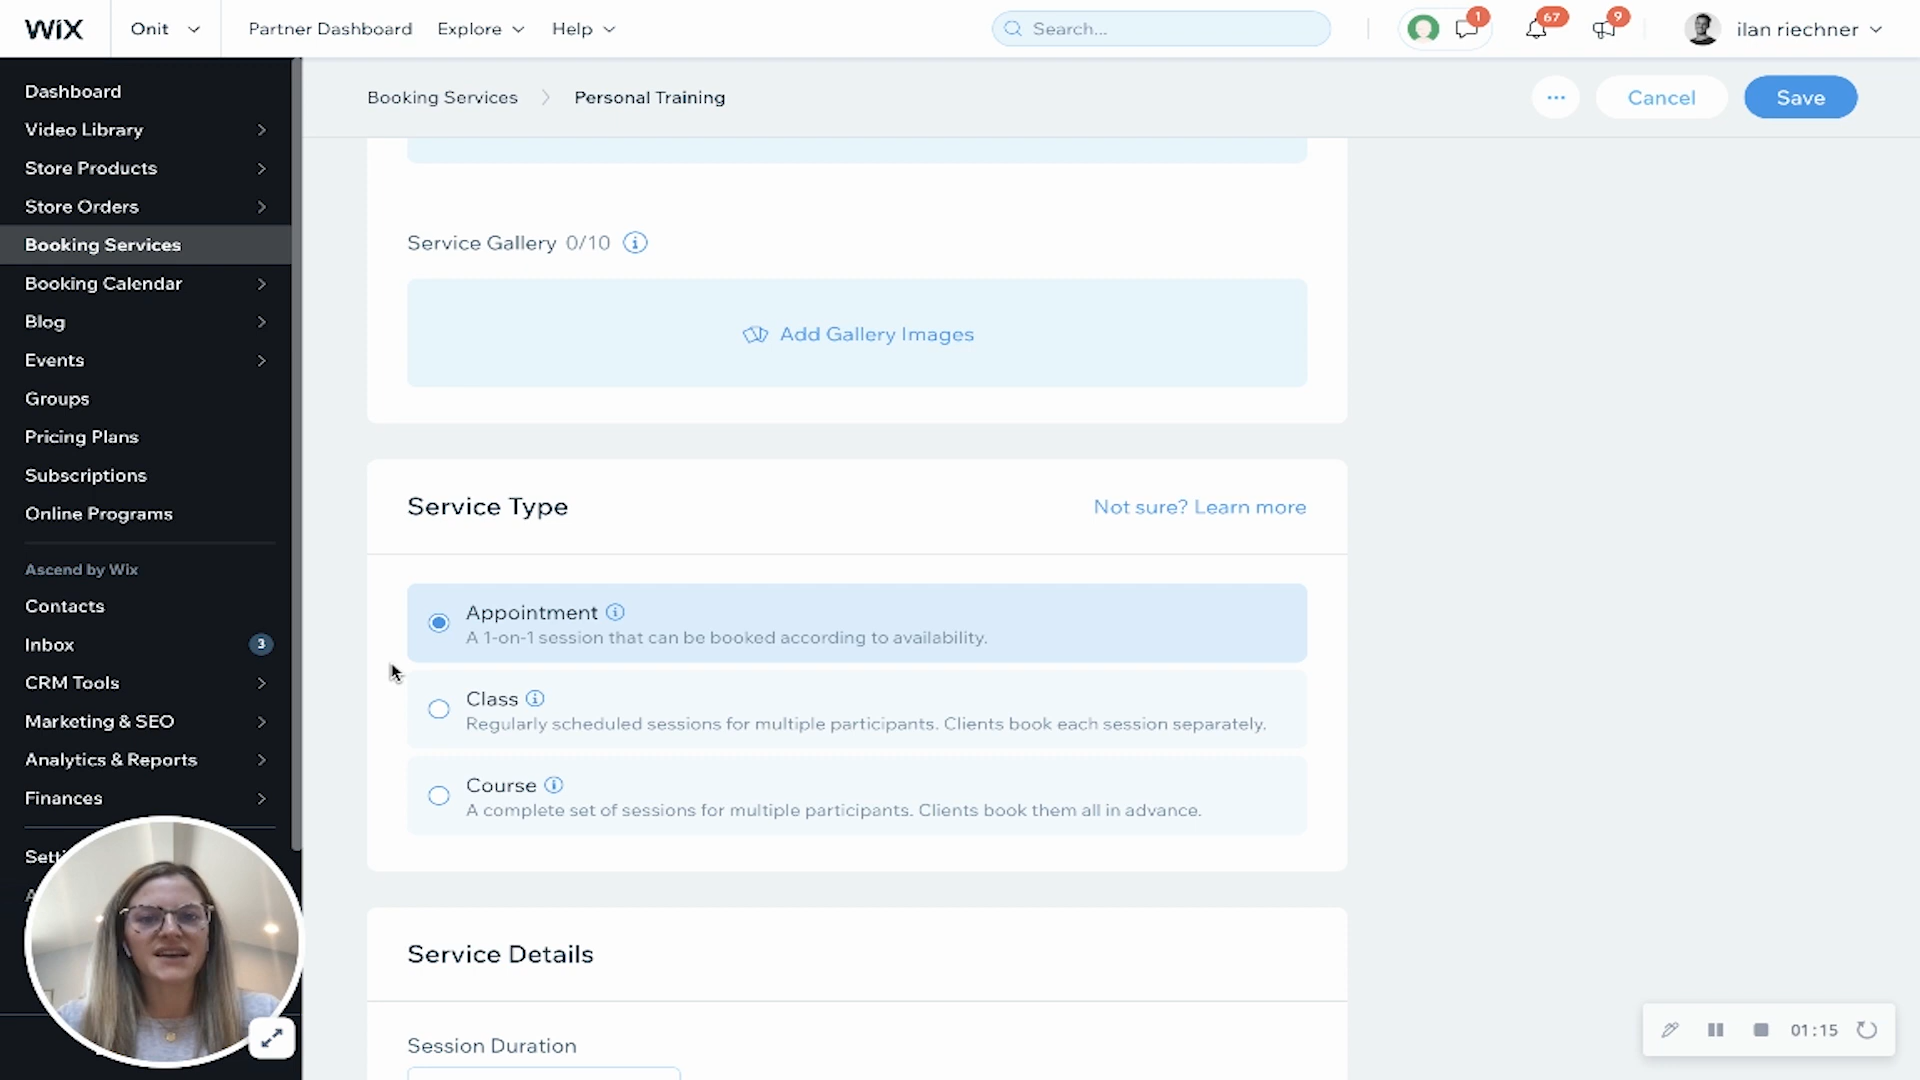 WIX
Onit
Partner Dashboard
Explore
Help
Search...
1
67
9
ilan riechner
Dashboard
Video Library
Store Products
Store Orders
Booking Services
Booking Calendar
Blog
Events
Groups
Pricing Plans
Subscriptions
Online Programs
Ascend by Wix
Contacts
Inbox 3
CRM Tools
Marketing & SEO
Analytics & Reports
Finances
Booking Services
Personal Training
Cancel
Save
Service Gallery 0/10
Add Gallery Images
Service Type
Not sure? Learn more
Appointment
A 1-on-1 session that can be booked according to availability.
Class
Regularly scheduled sessions for multiple participants. Clients book each session separately.
Course
A complete set of sessions for multiple participants. Clients book them all in advance.
Service Details
Session Duration
01:15